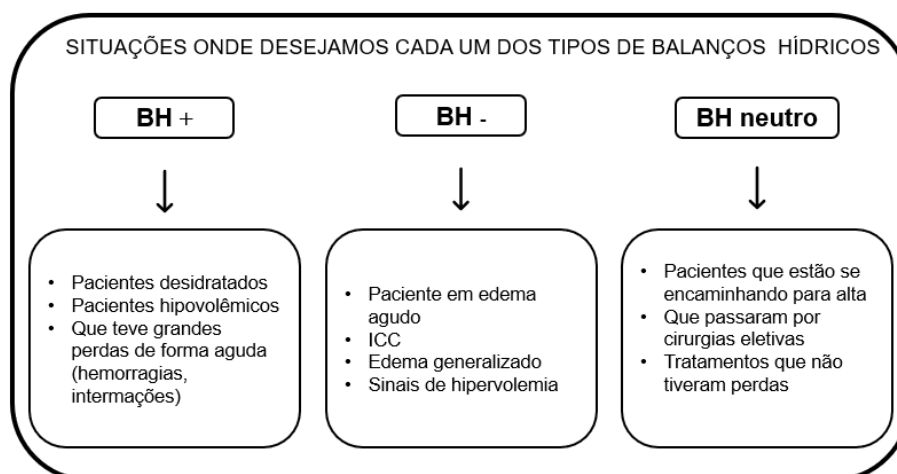 SITUAÇÕES ONDE DESEJAMOS CADA UM DOS TIPOS DE BALANÇOS HÍDRICOS
BH +
• Pacientes desidratados
• Pacientes hipovolêmicos
• Que teve grandes
perdas de forma aguda
(hemorragias,
intermações)
BH -
• Paciente em edema
agudo
• ICC
• Edema generalizado
• Sinais de hipervolemia
BH neutro
• Pacientes que estão se
encaminhando para alta
• Que passaram por
cirurgias eletivas
• Tratamentos que não
tiveram perdas